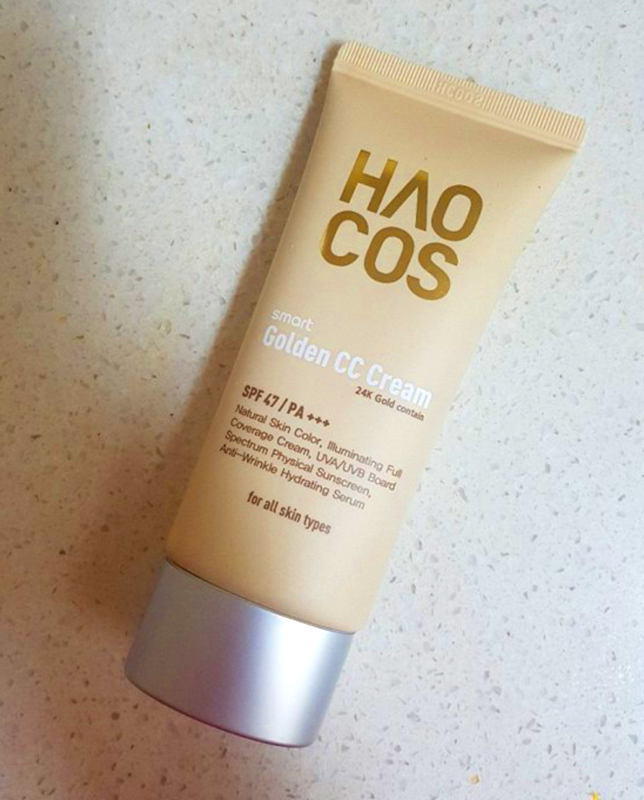 HAO
COS
smart
Golden CC Cream
24K Gold contain
SPF 47 / PA +++
Natural Skin Color, Illuminating Full
Coverage Cream, UVA/UVB Board
Spectrum Physical Sunscreen,
Anti-Wrinkle Hydrating Serum
for all skin types